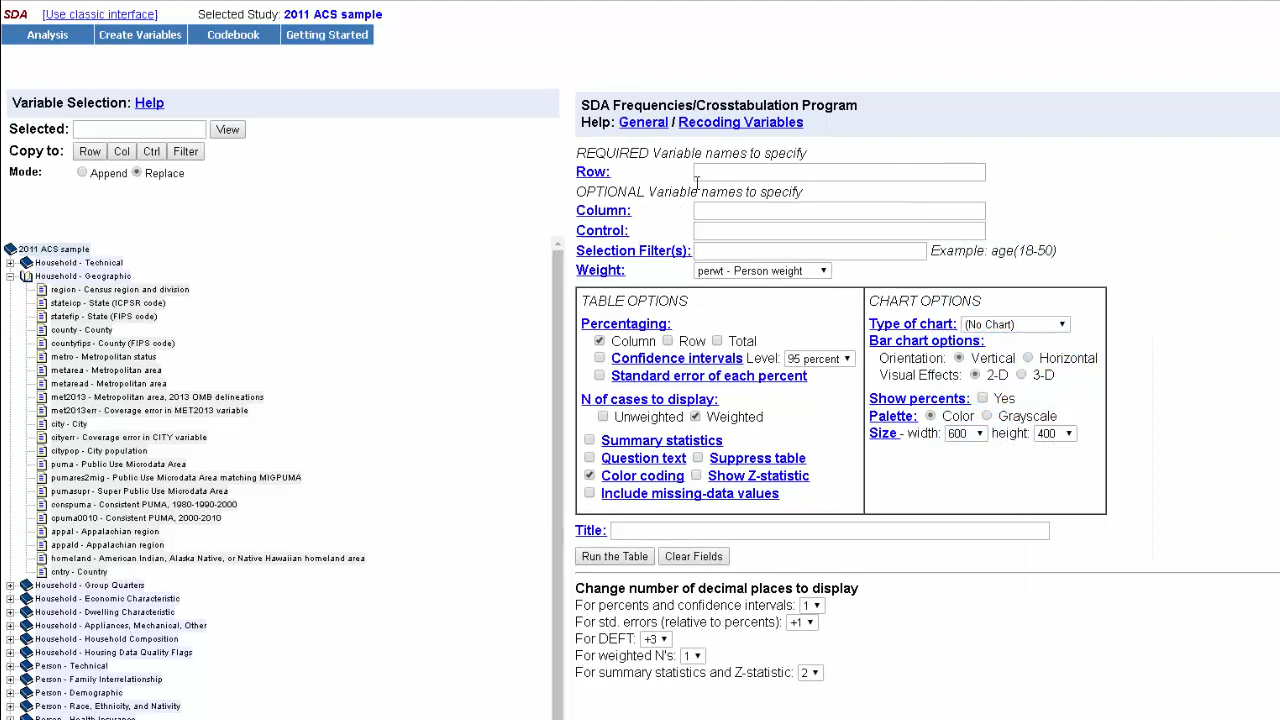 SDA [Use classic interface] Selected Study: 2011 ACS sample
Analysis Create Variables Codebook Getting Started
Variable Selection: Help
Selected: View
Copy to: Row Col Ctrl Filter
Mode: Append Replace
2011 ACS sample
Household - Technical
Household - Geographic
region - Census region and division
stateicp - State (ICPSR code)
statefip - State (FIPS code)
county - County
countyfips - County (FIPS code)
metro - Metropolitan status
metarea - Metropolitan area
metaread - Metropolitan area
met2013 - Metropolitan area, 2013 OMB delineations
met2013err - Coverage error in MET2013 variable
city - City
cityerr - Coverage error in CITY variable
citypop - City population
puma - Public Use Microdata Area
pumares2mig - Public Use Microdata Area matching MIGPUMA
pumasupr - Super Public Use Microdata Area
conspuma - Consistent PUMA, 1980-1990-2000
cpuma0010 - Consistent PUMA, 2000-2010
appal - Appalachian region
appald - Appalachian region
homeland - American Indian, Alaska Native, or Native Hawaiian homeland area
cntry - Country
Household - Group Quarters
Household - Economic Characteristic
Household - Dwelling Characteristic
Household - Appliances, Mechanical, Other
Household - Household Composition
Household - Housing Data Quality Flags
Person - Technical
Person - Family Interrelationship
Person - Demographic
Person - Race, Ethnicity, and Nativity
Person - Health Insurance
SDA Frequencies/Crosstabulation Program
Help: General / Recoding Variables
REQUIRED Variable names to specify
Row:
OPTIONAL Variable names to specify
Column:
Control:
Selection Filter(s): Example: age(18-50)
Weight: perwt - Person weight
TABLE OPTIONS
Percentaging:
Column Row Total
Confidence intervals Level: 95 percent
Standard error of each percent
N of cases to display:
Unweighted Weighted
Summary statistics
Question text Suppress table
Color coding Show Z-statistic
Include missing-data values
CHART OPTIONS
Type of chart: (No Chart)
Bar chart options:
Orientation: Vertical Horizontal
Visual Effects: 2-D 3-D
Show percents: Yes
Palette: Color Grayscale
Size - width: 600 height: 400
Title:
Run the Table Clear Fields
Change number of decimal places to display
For percents and confidence intervals: 1
For std. errors (relative to percents): +1
For DEFT: +3
For weighted N's: 1
For summary statistics and Z-statistic: 2